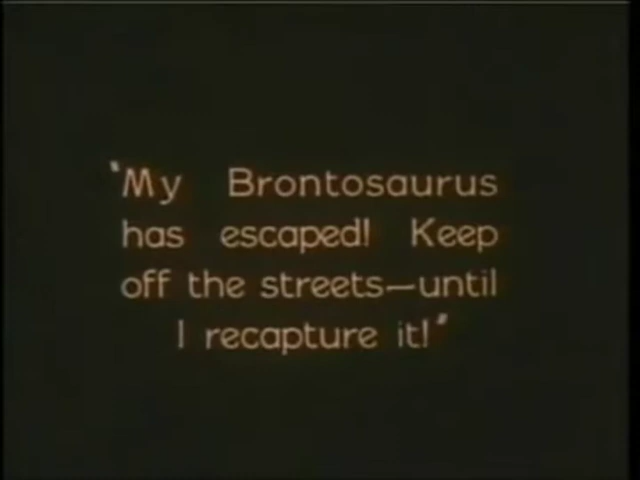 "My Brontosaurus
has escaped! Keep
off the streets—until
I recapture it!"